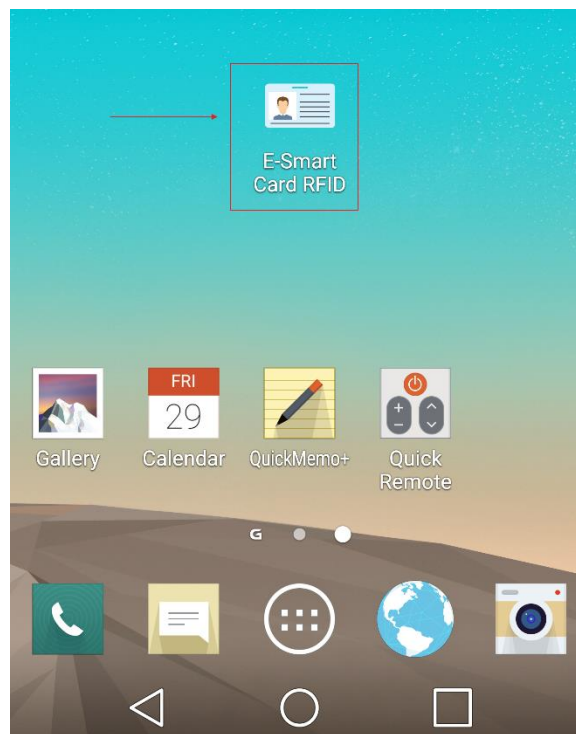 E-Smart
Card RFID
FRI
29
Gallery
Calendar
QuickMemo+
Quick
Remote
G